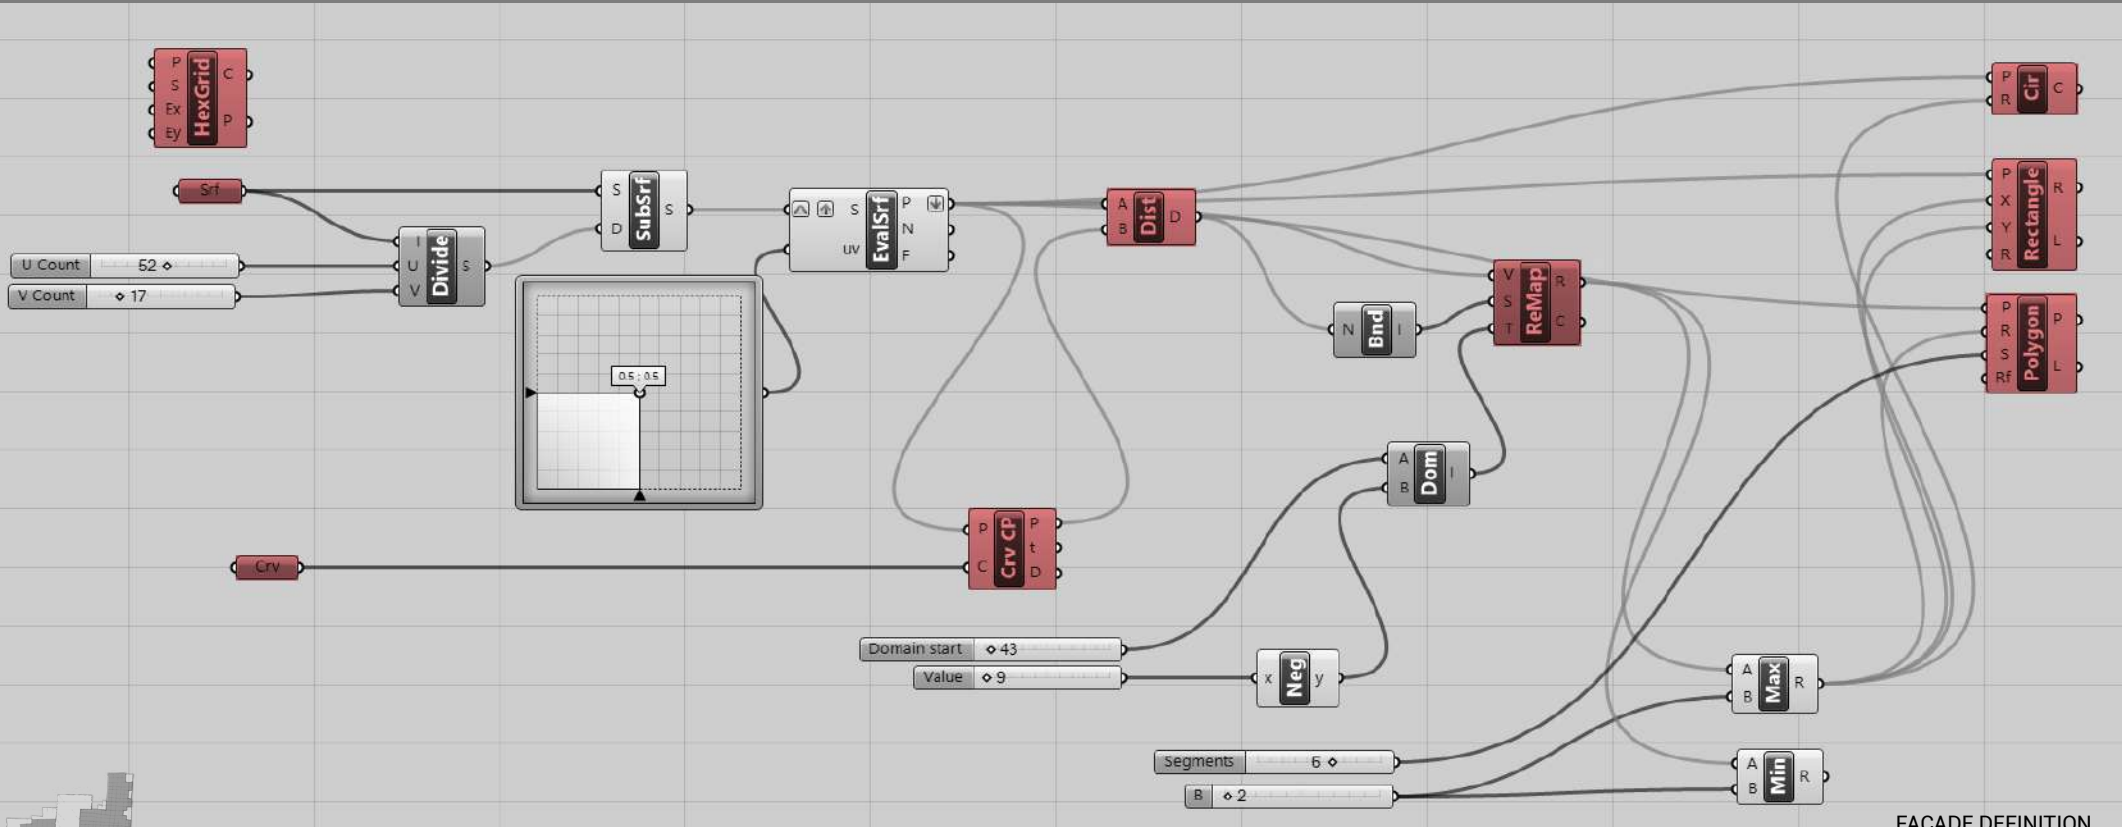 P
S
Ex
Ey
HexGrid
C
P
Srf
U Count 52
V Count 17
I
U
V
Divide
S
S
D
SubSrf
S
0.5 : 0.5
S
uv
EvalSrf
P
N
F
Crv
P
C
Crv CP
P
t
D
A
B
Dist
D
N
Bnd
I
V
S
T
ReMap
R
C
A
B
Dom
I
Domain start 43
Value 9
x
Neg
y
Segments 6
B 2
A
B
Max
R
A
B
Min
R
P
R
Cir
C
P
X
Y
R
Rectangle
R
L
P
R
S
Rf
Polygon
P
L
FACADE DEFINITION